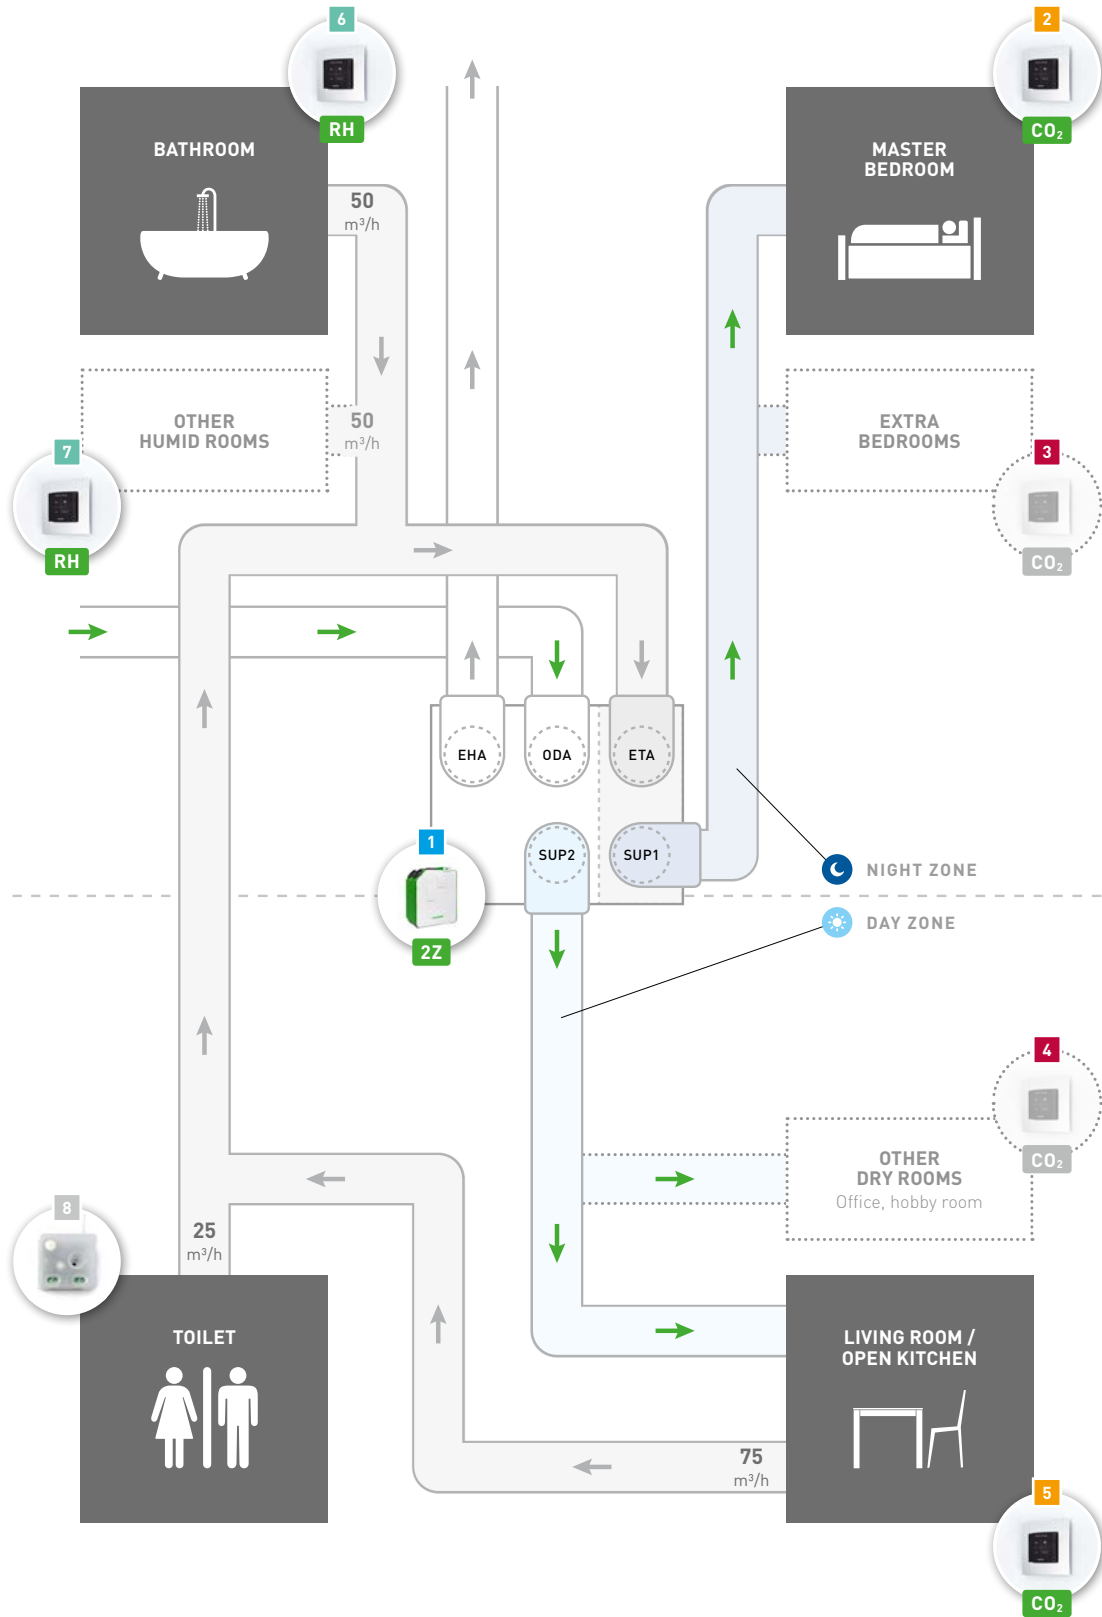 6
2
RH
CO₂
BATHROOM
MASTER
BEDROOM
50
m³/h
OTHER
HUMID ROOMS
50
m³/h
EXTRA
BEDROOMS
7
3
RH
CO₂
EHA
ODA
ETA
SUP2
SUP1
1
2Z
NIGHT ZONE
DAY ZONE
4
CO₂
OTHER
DRY ROOMS
Office, hobby room
8
25
m³/h
TOILET
LIVING ROOM /
OPEN KITCHEN
75
m³/h
5
CO₂